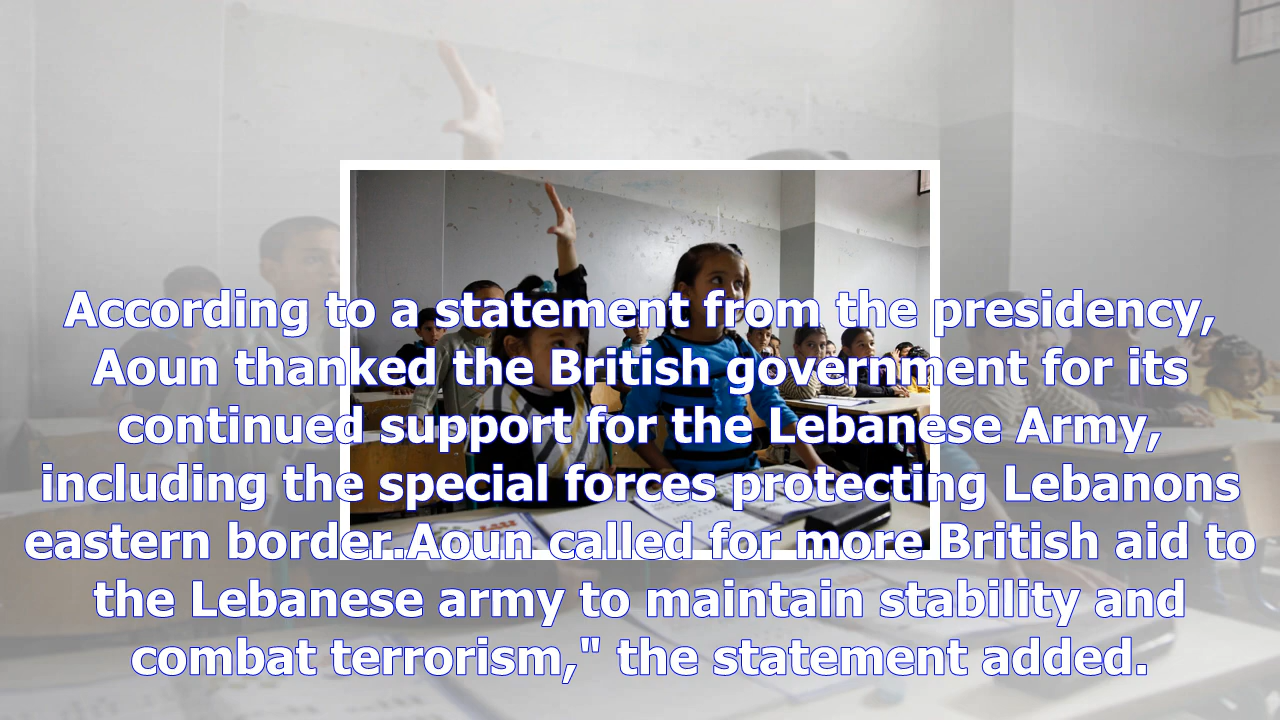 According to a statement from the presidency,
Aoun thanked the British government for its
continued support for the Lebanese Army,
including the special forces protecting Lebanons
eastern border.Aoun called for more British aid to
the Lebanese army to maintain stability and
combat terrorism," the statement added.